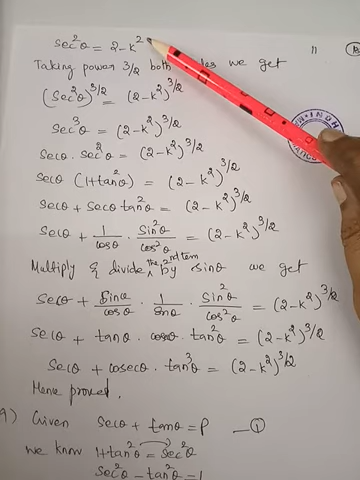 sec²θ = 2 - k²
Taking power 3/2 both sides we get
(sec²θ)^3/2 = (2 - k²)^3/2
sec³θ = (2 - k²)^3/2
secθ . sec²θ = (2 - k²)^3/2
secθ (1+tan²θ) = (2 - k²)^3/2
secθ + secθ tan²θ = (2 - k²)^3/2
secθ + 1/cosθ . sin²θ/cos²θ = (2 - k²)^3/2
Multiply & divide the 2nd term by sinθ we get
secθ + sinθ/cosθ . 1/sinθ . sin²θ/cos²θ = (2 - k²)^3/2
secθ + tanθ . cosecθ . tan²θ = (2 - k²)^3/2
secθ + cosecθ . tan³θ = (2 - k²)^3/2
Hence proved.
9) Given secθ + tanθ = P —①
we know 1+tan²θ = sec²θ
sec²θ - tan²θ = 1